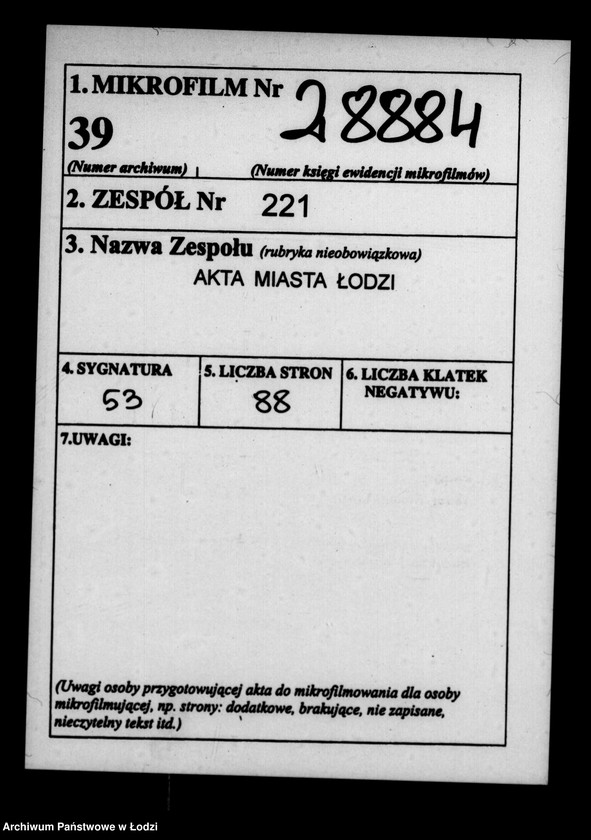 1. MIKROFILM Nr 28884
39
(Numer archiwum) (Numer księgi ewidencji mikrofilmów)
2. ZESPÓŁ Nr 221
3. Nazwa Zespołu (rubryka nieobowiązkowa)
AKTA MIASTA ŁODZI
4. SYGNATURA 5. LICZBA STRON 6. LICZBA KLATEK
NEGATYWU:
53 88
7.UWAGI:
(Uwagi osoby przygotowującej akta do mikrofilmowania dla osoby
mikrofilmującej, np. strony: dodatkowe, brakujące, nie zapisane,
nieczytelny tekst itd.)
Archiwum Państwowe w Łodzi